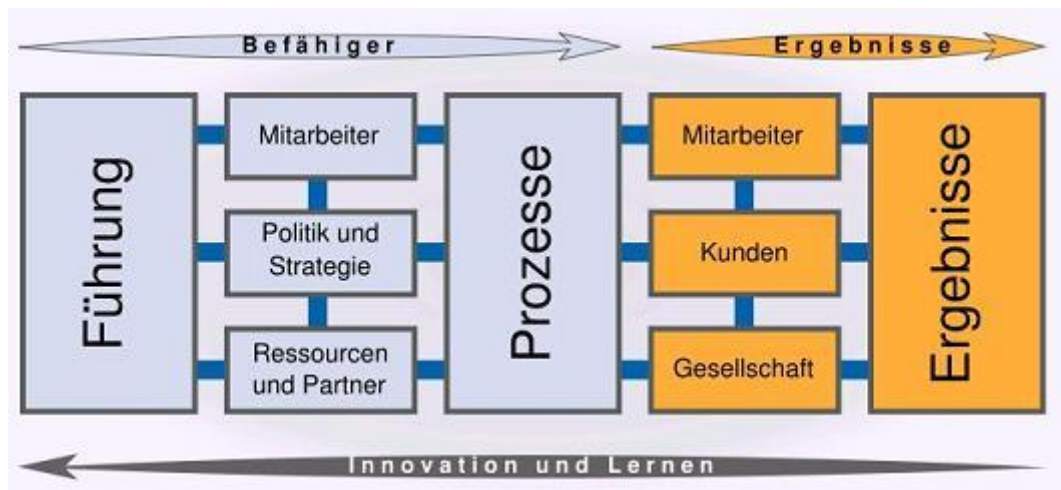 Befähiger
Ergebnisse
Führung
Mitarbeiter
Politik und
Strategie
Ressourcen
und Partner
Prozesse
Mitarbeiter
Kunden
Gesellschaft
Ergebnisse
Innovation und Lernen